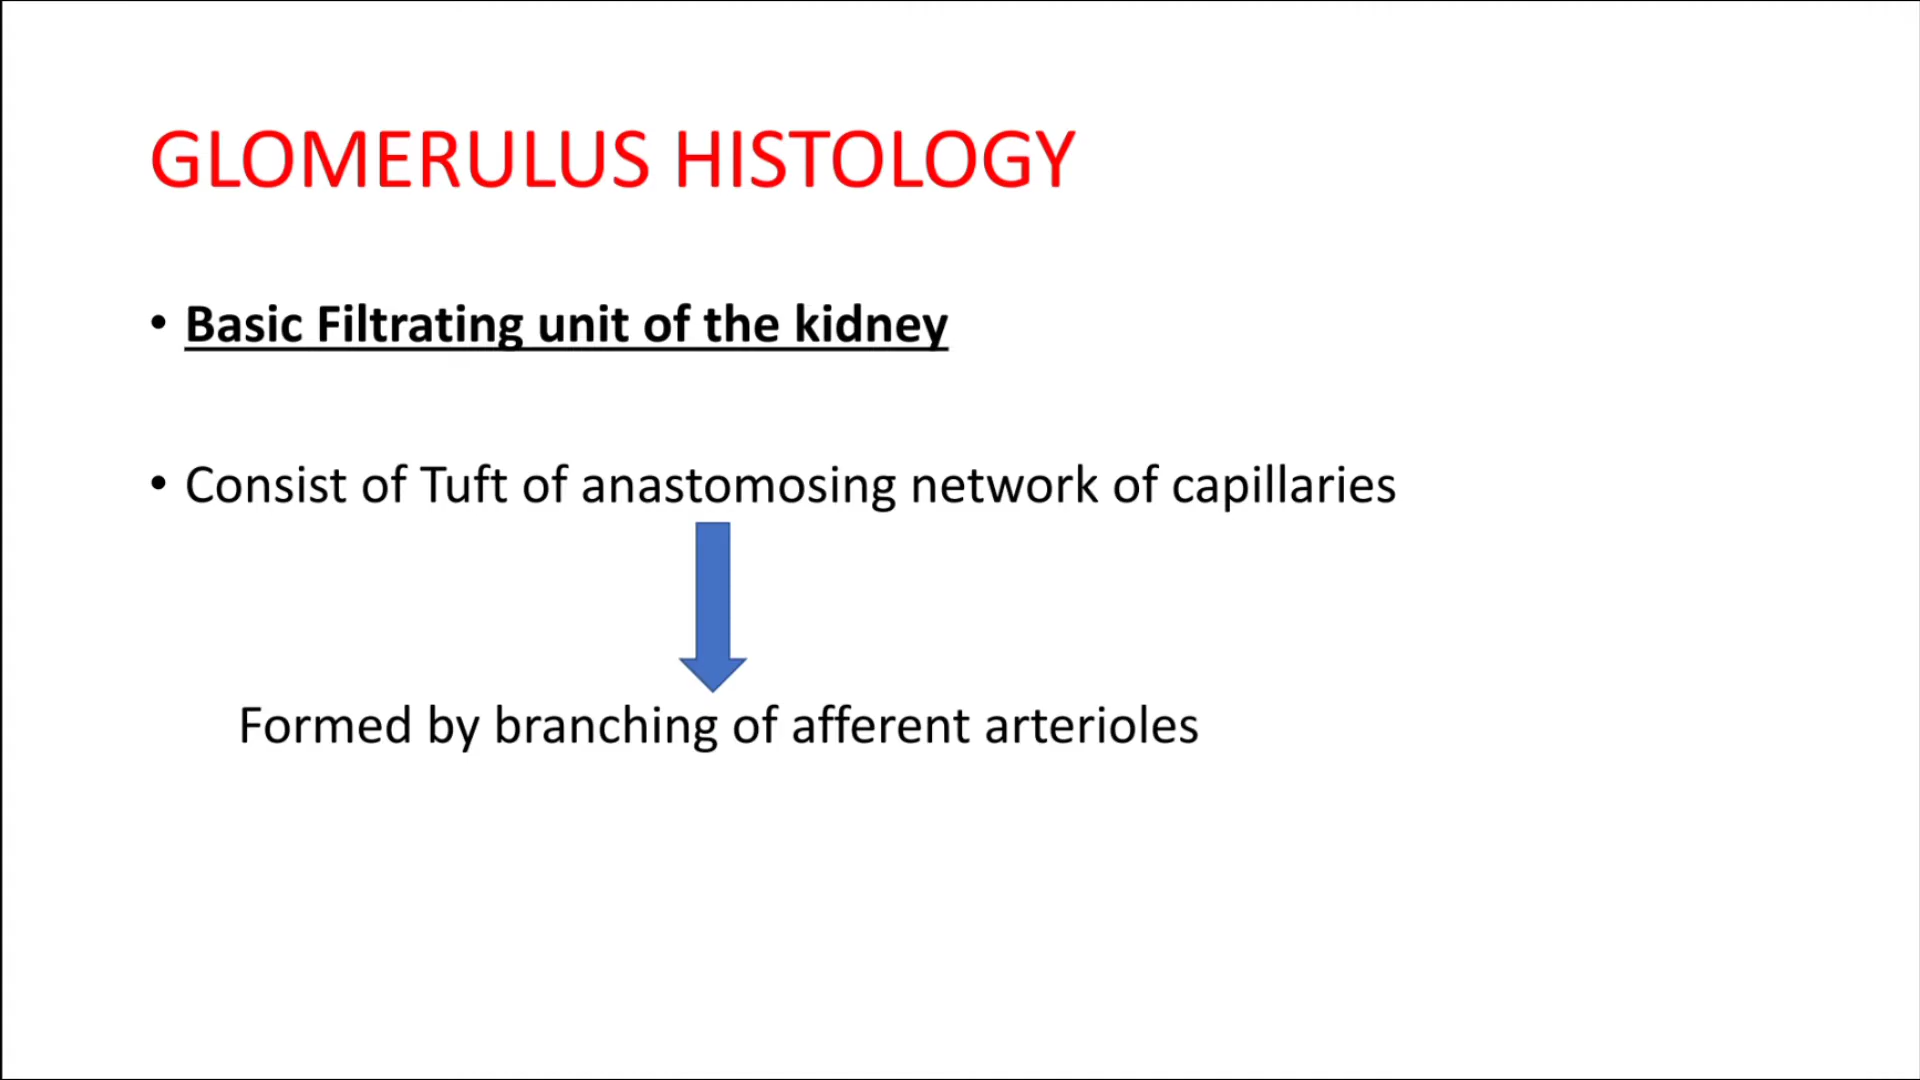 GLOMERULUS HISTOLOGY
• Basic Filtrating unit of the kidney
• Consist of Tuft of anastomosing network of capillaries
Formed by branching of afferent arterioles